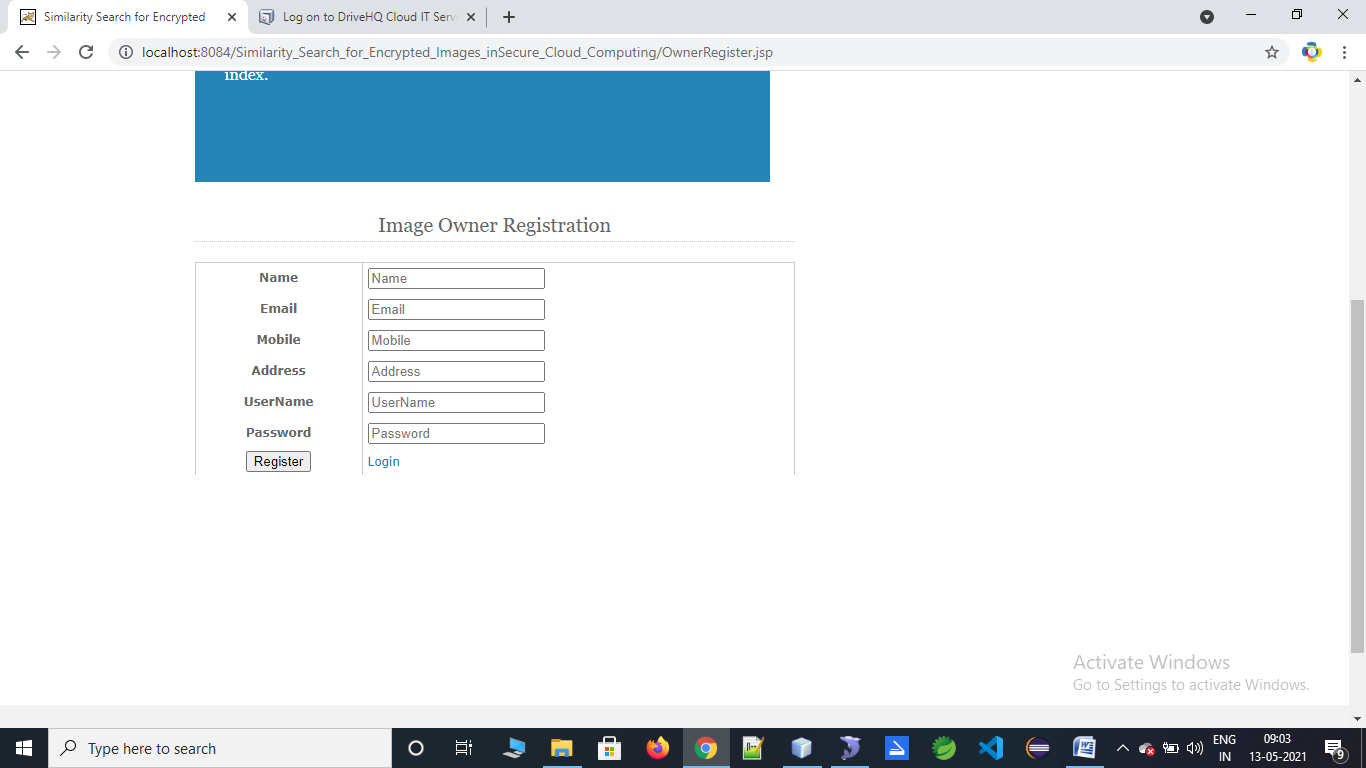 Similarity Search for Encrypted
Log on to DriveHQ Cloud IT Serv
localhost:8084/Similarity_Search_for_Encrypted_Images_inSecure_Cloud_Computing/OwnerRegister.jsp
index.
Image Owner Registration
Name Name
Email Email
Mobile Mobile
Address Address
UserName UserName
Password Password
Register Login
Activate Windows
Go to Settings to activate Windows.
Type here to search
ENG
IN
09:03
13-05-2021
9